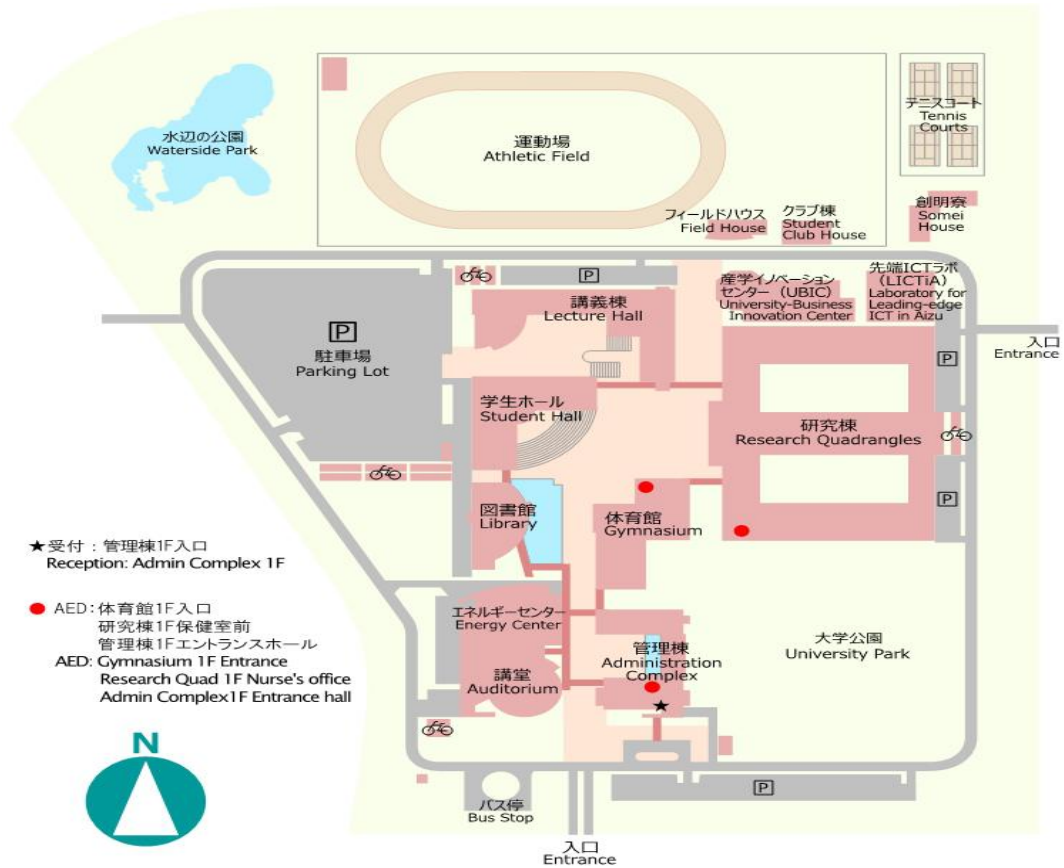 水辺の公園
Waterside Park
運動場
Athletic Field
テニスコート
Tennis
Courts
フィールドハウス
Field House
クラブ棟
Student
Club House
創明寮
Somei
House
P
講義棟
Lecture Hall
産学イノベーション
センター（UBIC）
University-Business
Innovation Center
先端ICTラボ
（LICTiA）
Laboratory for
Leading-edge
ICT in Aizu
P
駐車場
Parking Lot
入口
Entrance
P
学生ホール
Student Hall
研究棟
Research Quadrangles
P
図書館
Library
体育館
Gymnasium
★受付：管理棟1F入口
Reception: Admin Complex 1F
AED：体育館1F入口
研究棟1F保健室前
管理棟1Fエントランスホール
AED: Gymnasium 1F Entrance
Research Quad 1F Nurse's office
Admin Complex1F Entrance hall
エネルギーセンター
Energy Center
講堂
Auditorium
管理棟
Administration
Complex
★
大学公園
University Park
N
バス停
Bus Stop
P
入口
Entrance